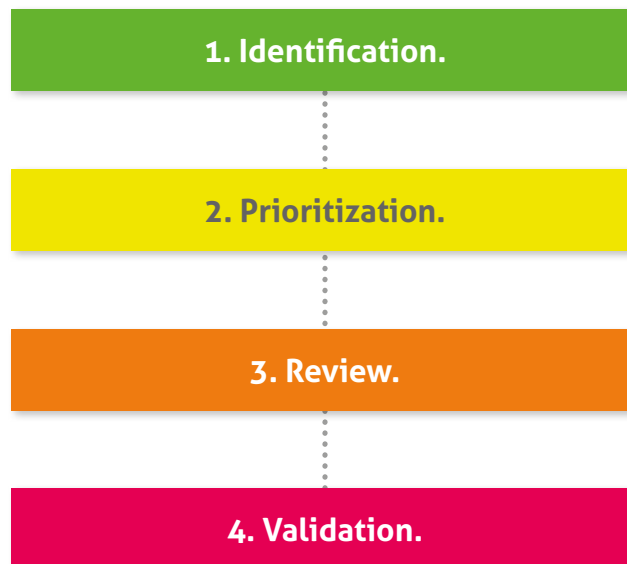 1. Identification.
2. Prioritization.
3. Review.
4. Validation.